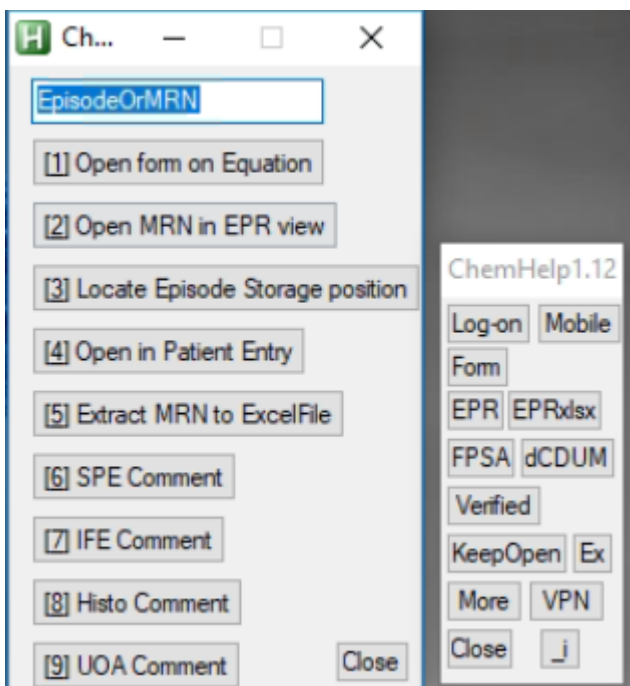 H Ch...
EpisodeOrMRN
[1] Open form on Equation
[2] Open MRN in EPR view
[3] Locate Episode Storage position
[4] Open in Patient Entry
[5] Extract MRN to ExcelFile
[6] SPE Comment
[7] IFE Comment
[8] Histo Comment
[9] UOA Comment Close
ChemHelp1.12
Log-on Mobile
Form
EPR EPRxlsx
FPSA dCDUM
Verified
KeepOpen Ex
More VPN
Close _i